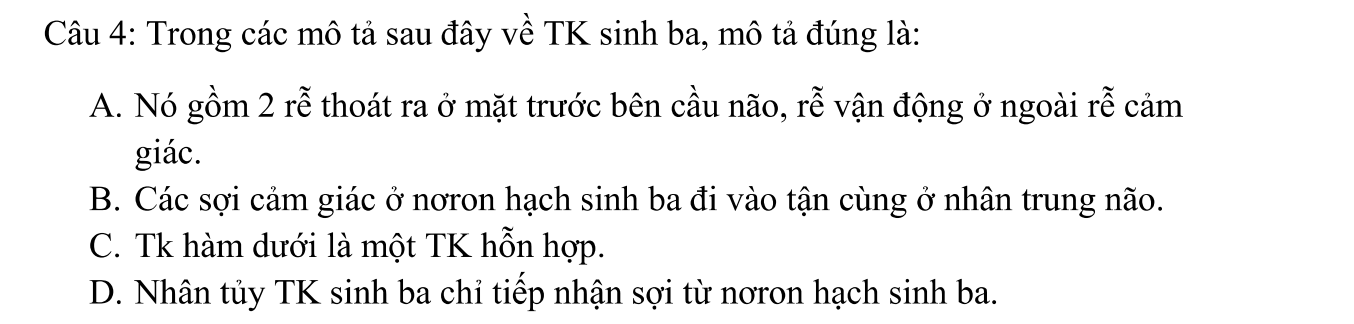 Câu 4: Trong các mô tả sau đây về TK sinh ba, mô tả đúng là:
A. Nó gồm 2 rễ thoát ra ở mặt trước bên cầu não, rễ vận động ở ngoài rễ cảm
giác.
B. Các sợi cảm giác ở nơron hạch sinh ba đi vào tận cùng ở nhân trung não.
C. Tk hàm dưới là một TK hỗn hợp.
D. Nhân tủy TK sinh ba chỉ tiếp nhận sợi từ nơron hạch sinh ba.